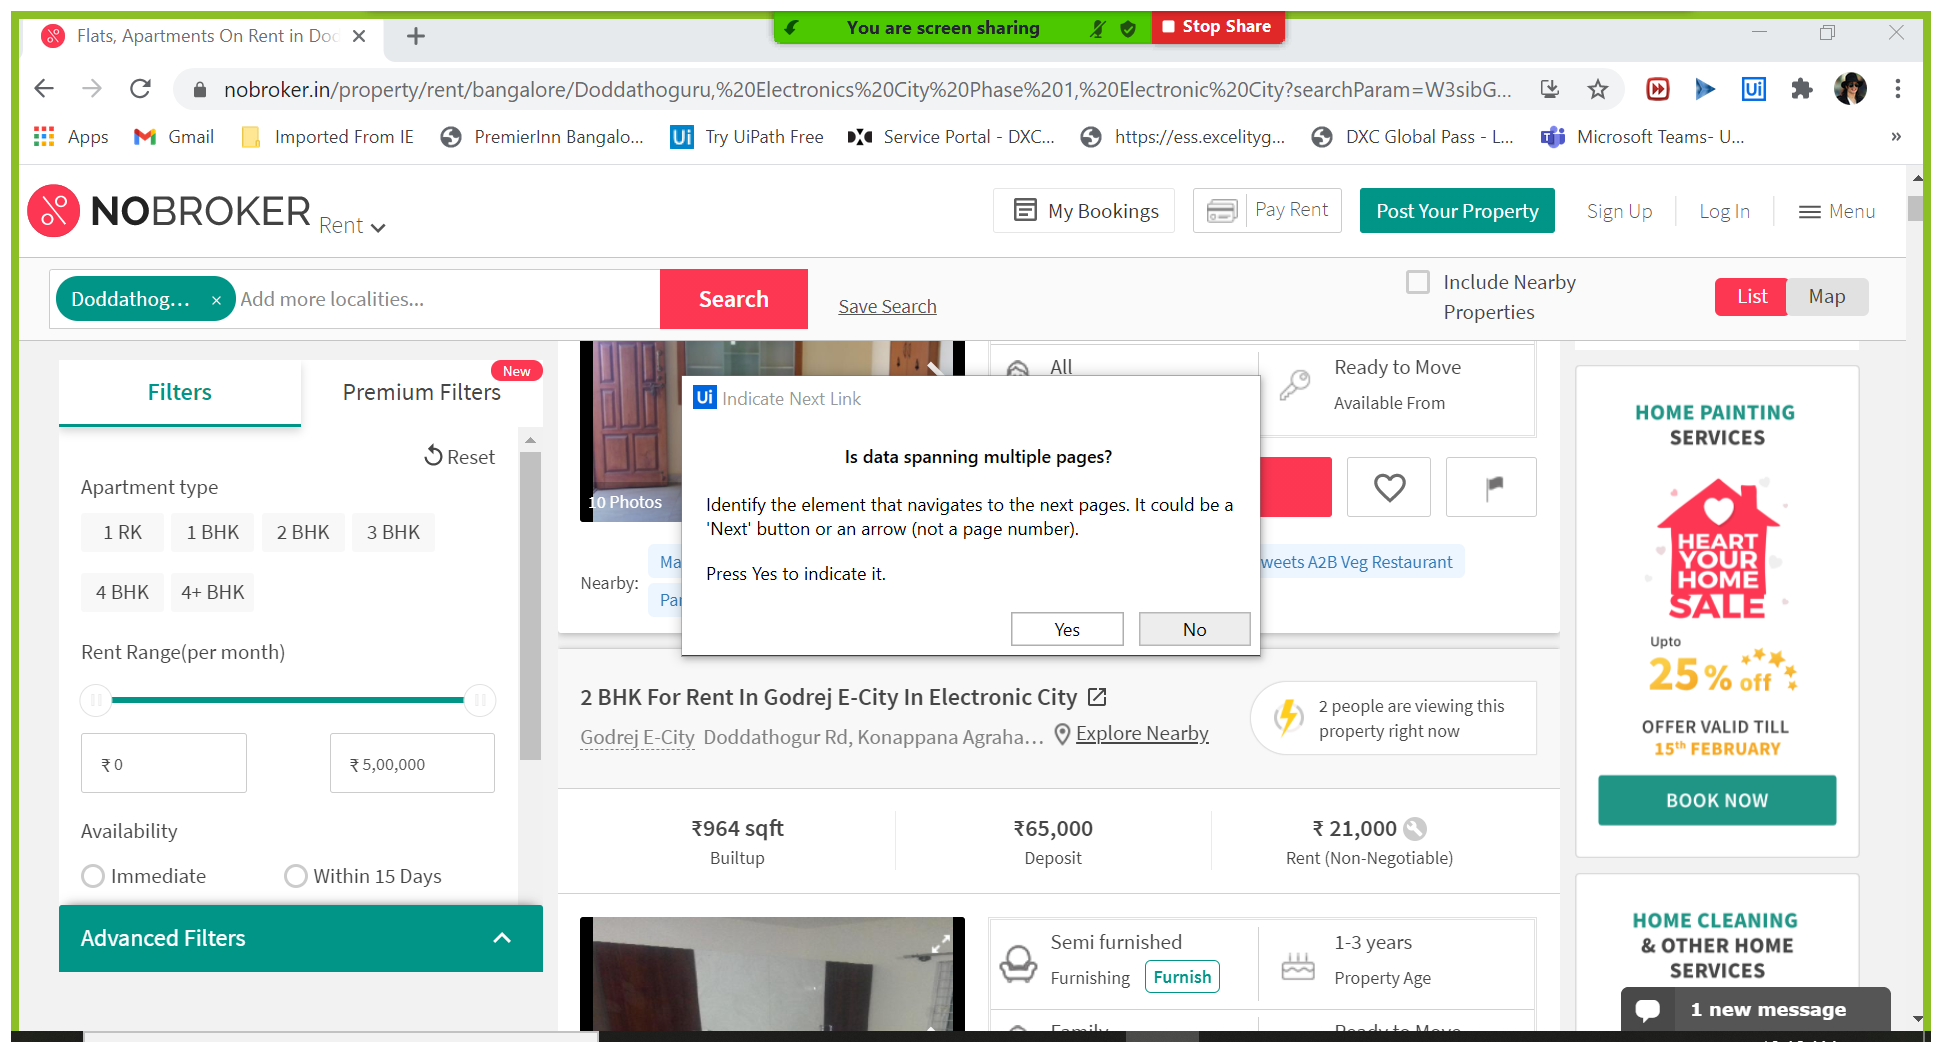 Flats, Apartments On Rent in Doc
You are screen sharing
Stop Share
nobroker.in/property/rent/bangalore/Doddathoguru,%20Electronics%20City%20Phase%201,%20Electronic%20City?searchParam=W3sibG...
Ui
Apps
Gmail
Imported From IE
PremierInn Bangalo...
Ui
Try UiPath Free
Service Portal - DXC...
https://ess.excelityg...
DXC Global Pass - L...
Microsoft Teams- U...
»
NOBROKER
Rent
My Bookings
Pay Rent
Post Your Property
Sign Up
Log In
Menu
Doddathog... ×
Add more localities...
Search
Save Search
Include Nearby
Properties
List
Map
Filters
Premium Filters
New
Reset
Apartment type
1 RK
1 BHK
2 BHK
3 BHK
4 BHK
4+ BHK
Rent Range(per month)
₹ 0
₹ 5,00,000
Availability
Immediate
Within 15 Days
Advanced Filters
10 Photos
All
Ready to Move
Available From
Nearby:
Ma
weets A2B Veg Restaurant
Par
Ui Indicate Next Link
Is data spanning multiple pages?
Identify the element that navigates to the next pages. It could be a
'Next' button or an arrow (not a page number).
Press Yes to indicate it.
Yes
No
2 BHK For Rent In Godrej E-City In Electronic City
Godrej E-City Doddathogur Rd, Konappana Agraha...
Explore Nearby
2 people are viewing this
property right now
₹964 sqft
Builtup
₹65,000
Deposit
₹ 21,000
Rent (Non-Negotiable)
Semi furnished
Furnishing
Furnish
1-3 years
Property Age
Family
Ready to Move
HOME PAINTING
SERVICES
HEART
YOUR
HOME
SALE
Upto
25% off
OFFER VALID TILL
15th FEBRUARY
BOOK NOW
HOME CLEANING
& OTHER HOME
SERVICES
1 new message